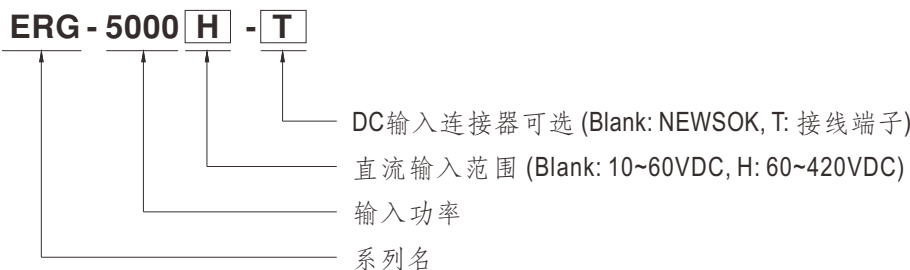 ERG - 5000 H - T
DC输入连接器可选 (Blank: NEWSOK, T: 接线端子)
直流输入范围 (Blank: 10~60VDC, H: 60~420VDC)
输入功率
系列名